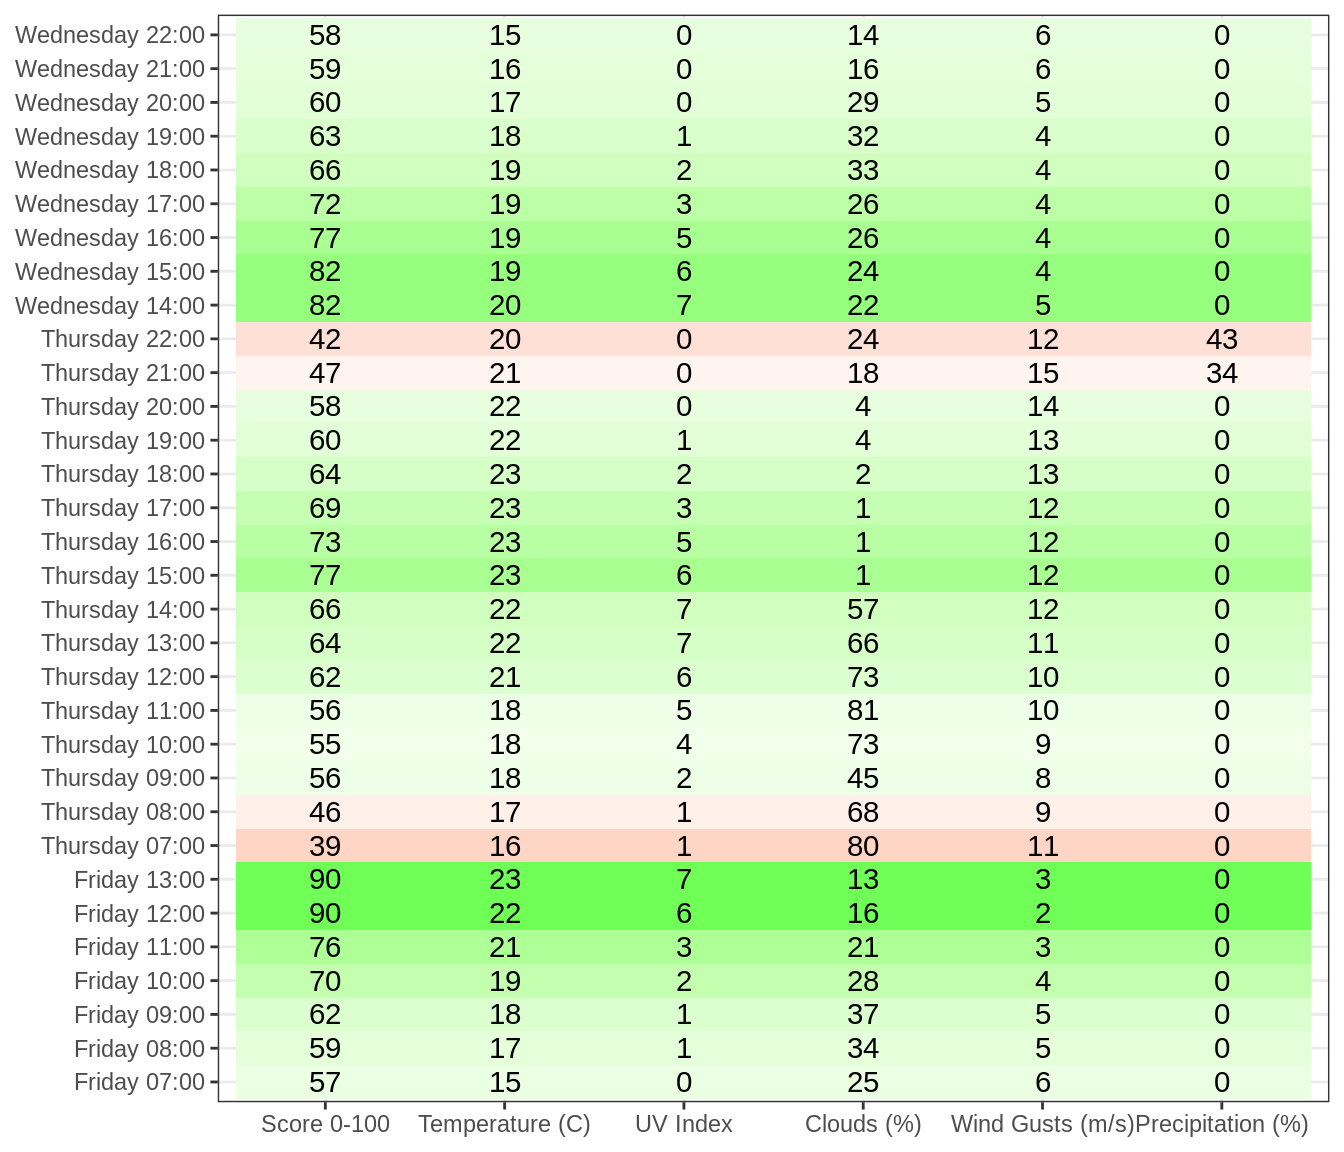 Wednesday 22:00 58 15 0 14 6 0
Wednesday 21:00 59 16 0 16 6 0
Wednesday 20:00 60 17 0 29 5 0
Wednesday 19:00 63 18 1 32 4 0
Wednesday 18:00 66 19 2 33 4 0
Wednesday 17:00 72 19 3 26 4 0
Wednesday 16:00 77 19 5 26 4 0
Wednesday 15:00 82 19 6 24 4 0
Wednesday 14:00 82 20 7 22 5 0
Thursday 22:00 42 20 0 24 12 43
Thursday 21:00 47 21 0 18 15 34
Thursday 20:00 58 22 0 4 14 0
Thursday 19:00 60 22 1 4 13 0
Thursday 18:00 64 23 2 2 13 0
Thursday 17:00 69 23 3 1 12 0
Thursday 16:00 73 23 5 1 12 0
Thursday 15:00 77 23 6 1 12 0
Thursday 14:00 66 22 7 57 12 0
Thursday 13:00 64 22 7 66 11 0
Thursday 12:00 62 21 6 73 10 0
Thursday 11:00 56 18 5 81 10 0
Thursday 10:00 55 18 4 73 9 0
Thursday 09:00 56 18 2 45 8 0
Thursday 08:00 46 17 1 68 9 0
Thursday 07:00 39 16 1 80 11 0
Friday 13:00 90 23 7 13 3 0
Friday 12:00 90 22 6 16 2 0
Friday 11:00 76 21 3 21 3 0
Friday 10:00 70 19 2 28 4 0
Friday 09:00 62 18 1 37 5 0
Friday 08:00 59 17 1 34 5 0
Friday 07:00 57 15 0 25 6 0
Score 0-100 Temperature (C) UV Index Clouds (%) Wind Gusts (m/s) Precipitation (%)